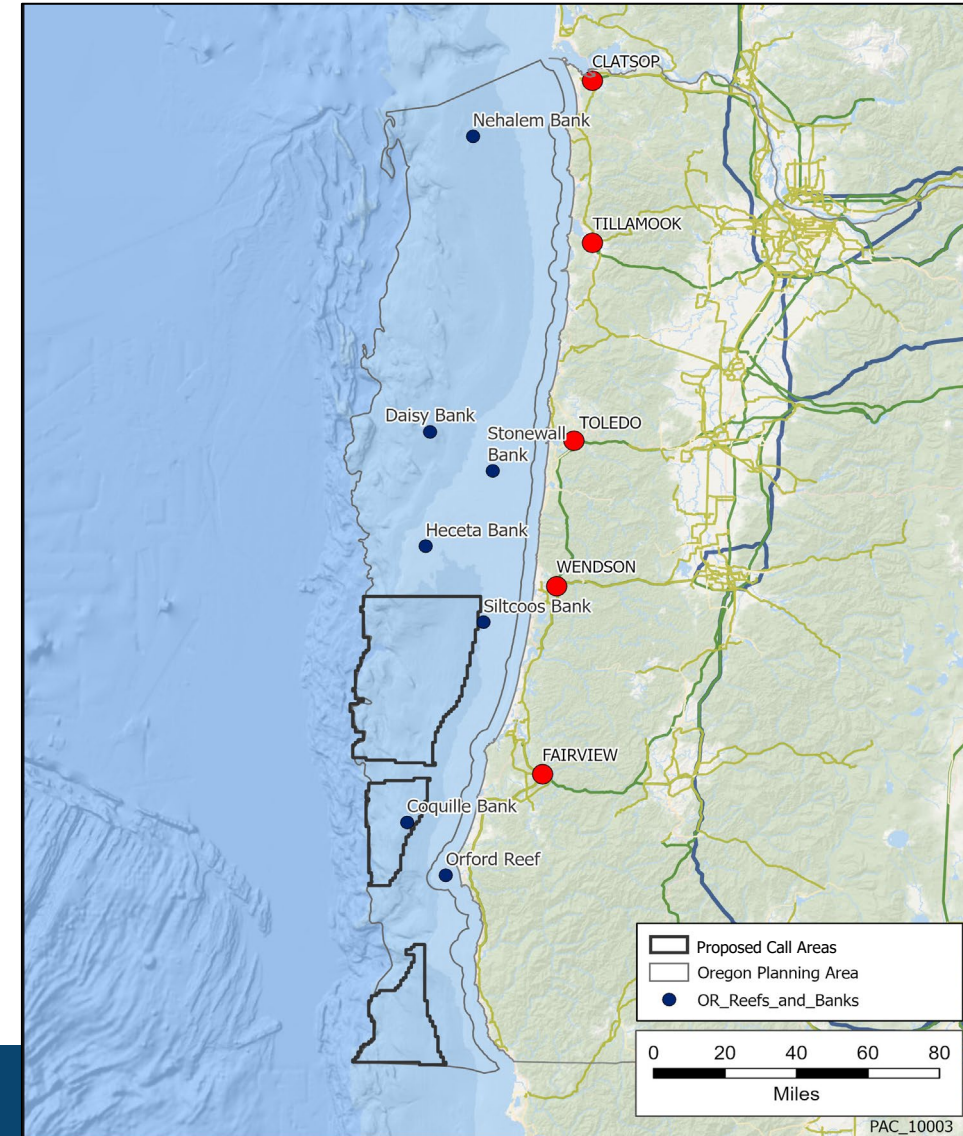 CLATSOP
Nehalem Bank
TILLAMOOK
Daisy Bank
Stonewall
Bank
TOLEDO
Heceta Bank
WENDSON
Siltcoos Bank
FAIRVIEW
Coquille Bank
Orford Reef
Proposed Call Areas
Oregon Planning Area
OR_Reefs_and_Banks
0 20 40 60 80
Miles
PAC_10003